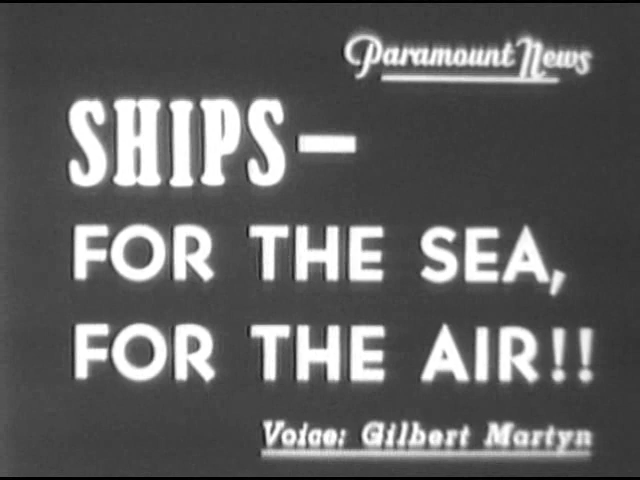 Paramount News
SHIPS—
FOR THE SEA,
FOR THE AIR!!
Voice: Gilbert Martyn